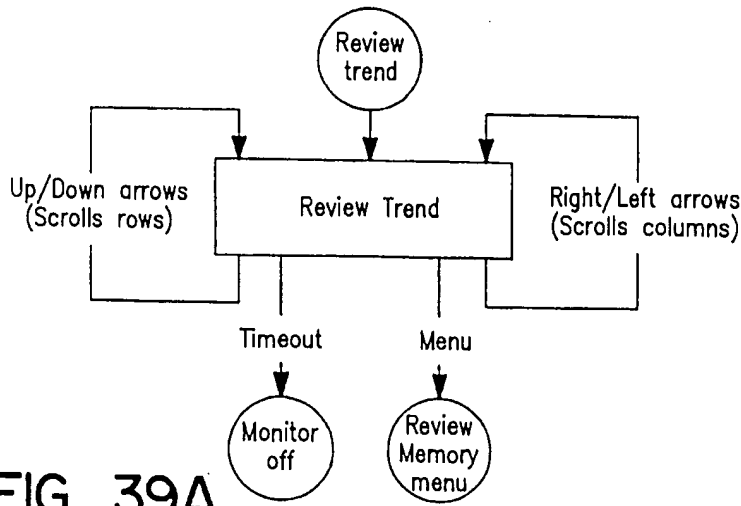 Review
trend
Up/Down arrows
(Scrolls rows)
Review Trend
Right/Left arrows
(Scrolls columns)
Timeout
Menu
Monitor
off
Review
Memory
menu
FIG. 39A